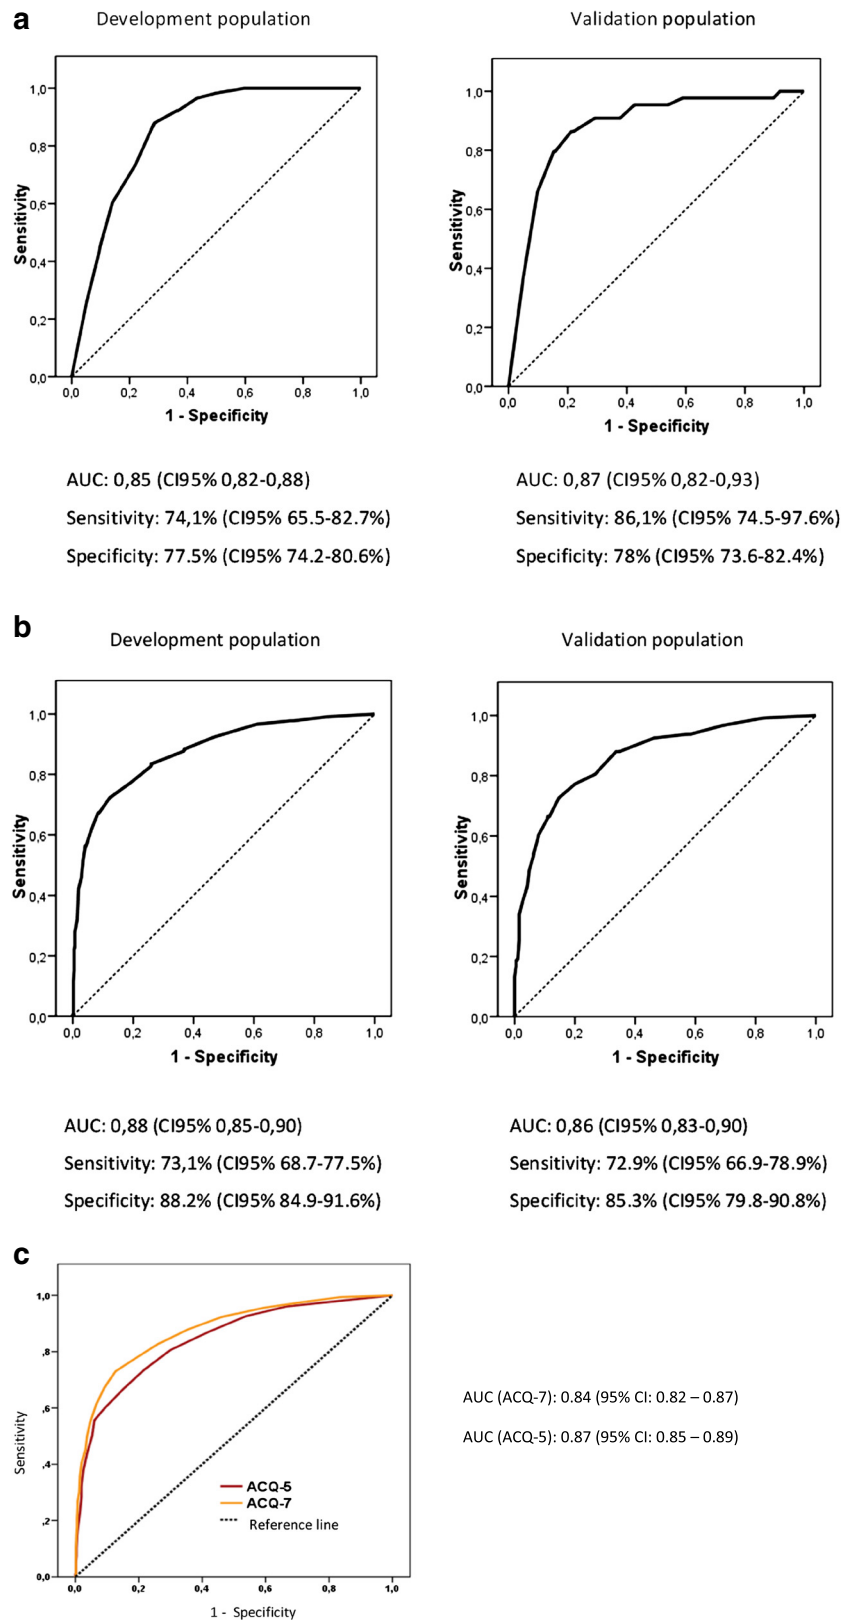 a
Development population
Validation population
1,0
0,8
0,6
0,4
0,2
0,0
Sensitivity
0,0 0,2 0,4 0,6 0,8 1,0
1 - Specificity
1,0
0,8
0,6
0,4
0,2
0,0
Sensitivity
0,0 0,2 0,4 0,6 0,8 1,0
1 - Specificity
AUC: 0,85 (CI95% 0,82-0,88)
Sensitivity: 74,1% (CI95% 65.5-82.7%)
Specificity: 77.5% (CI95% 74.2-80.6%)
AUC: 0,87 (CI95% 0,82-0,93)
Sensitivity: 86,1% (CI95% 74.5-97.6%)
Specificity: 78% (CI95% 73.6-82.4%)
b
Development population
Validation population
1,0
0,8
0,6
0,4
0,2
0,0
Sensitivity
0,0 0,2 0,4 0,6 0,8 1,0
1 - Specificity
1,0
0,8
0,6
0,4
0,2
0,0
Sensitivity
0,0 0,2 0,4 0,6 0,8 1,0
1 - Specificity
AUC: 0,88 (CI95% 0,85-0,90)
Sensitivity: 73,1% (CI95% 68.7-77.5%)
Specificity: 88.2% (CI95% 84.9-91.6%)
AUC: 0,86 (CI95% 0,83-0,90)
Sensitivity: 72.9% (CI95% 66.9-78.9%)
Specificity: 85.3% (CI95% 79.8-90.8%)
c
1,0
,8
,6
,4
,2
0,0
Sensitivity
ACQ-5
ACQ-7
Reference line
0,0 0,2 0,4 0,6 0,8 1,0
1 - Specificity
AUC (ACQ-7): 0.84 (95% CI: 0.82 – 0.87)
AUC (ACQ-5): 0.87 (95% CI: 0.85 – 0.89)